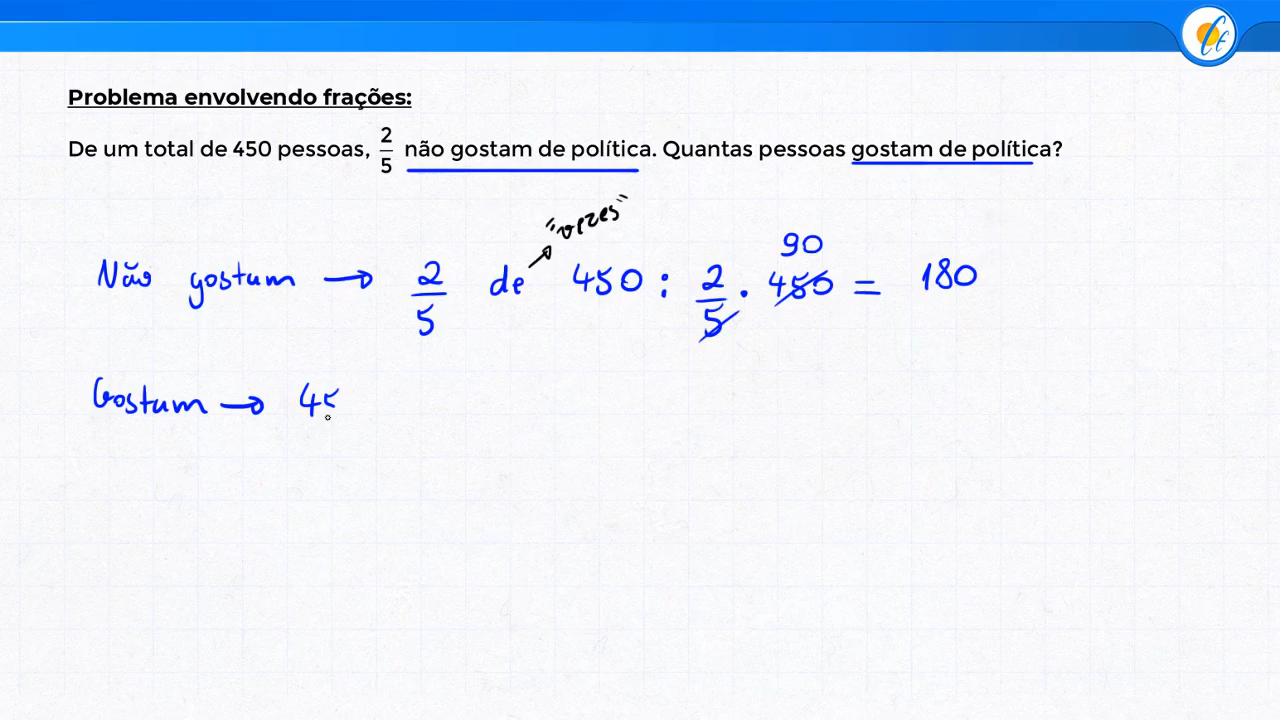 Problema envolvendo frações:
De um total de 450 pessoas, 2/5 não gostam de política. Quantas pessoas gostam de política?
"vezes"
90
Não gostam → 2/5 de 450 : 2/5 . 450 = 180
Gostam → 45